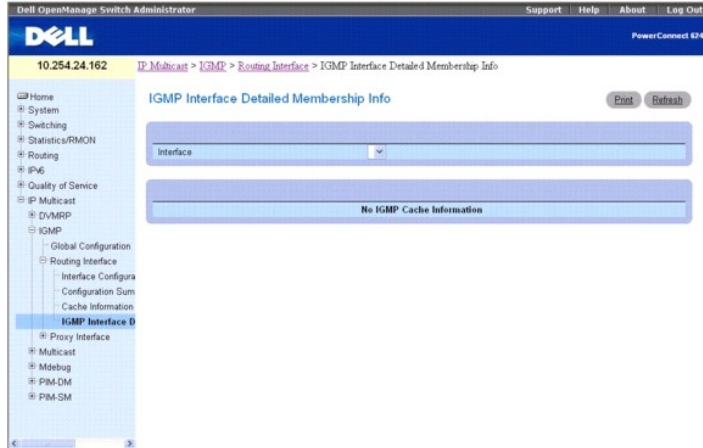 Dell OpenManage Switch Administrator
Support Help About Log Out
DELL
PowerConnect 624
10.254.24.162
IP Multicast > IGMP > Routing Interface > IGMP Interface Detailed Membership Info
Home
System
Switching
Statistics/RMON
Routing
IPv6
Quality of Service
IP Multicast
DVMRP
IGMP
Global Configuration
Routing Interface
Interface Configura
Configuration Sum
Cache Information
IGMP Interface D
Proxy Interface
Multicast
Mdebug
PIM-DM
PIM-SM
IGMP Interface Detailed Membership Info
Print Refresh
Interface
No IGMP Cache Information